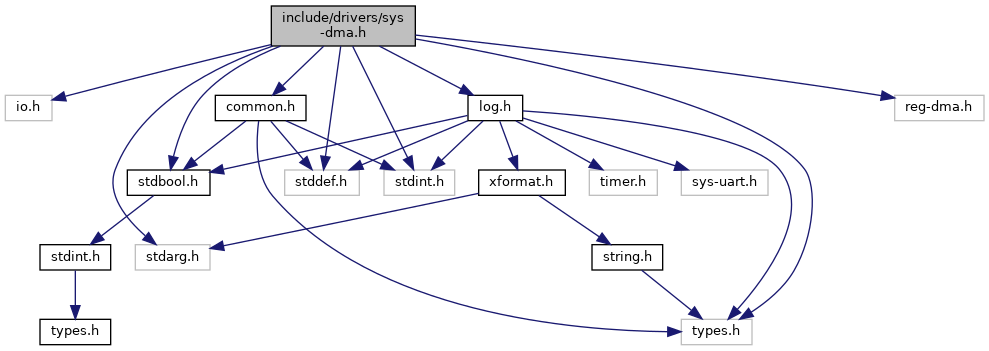 include/drivers/sys
-dma.h
io.h
common.h
log.h
reg-dma.h
stdbool.h
stddef.h
stdint.h
xformat.h
timer.h
sys-uart.h
stdint.h
stdarg.h
string.h
types.h
types.h